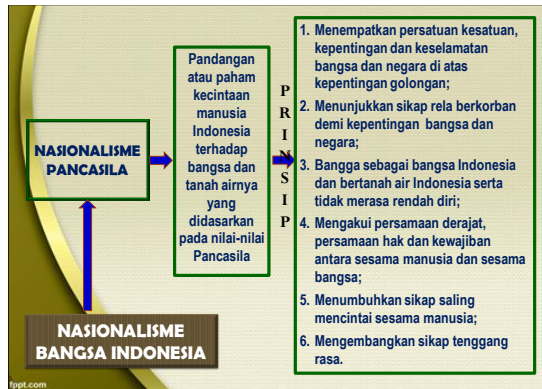 NASIONALISME
PANCASILA
NASIONALISME
BANGSA INDONESIA
Pandangan
atau paham
kecintaan
manusia
Indonesia
terhadap
bangsa dan
tanah airnya
yang
didasarkan
pada nilai-nilai
Pancasila
P
R
I
N
S
I
P
1. Menempatkan persatuan kesatuan,
kepentingan dan keselamatan
bangsa dan negara di atas
kepentingan golongan;
2. Menunjukkan sikap rela berkorban
demi kepentingan bangsa dan
negara;
3. Bangga sebagai bangsa Indonesia
dan bertanah air Indonesia serta
tidak merasa rendah diri;
4. Mengakui persamaan derajat,
persamaan hak dan kewajiban
antara sesama manusia dan sesama
bangsa;
5. Menumbuhkan sikap saling
mencintai sesama manusia;
6. Mengembangkan sikap tenggang
rasa.
fppt.com